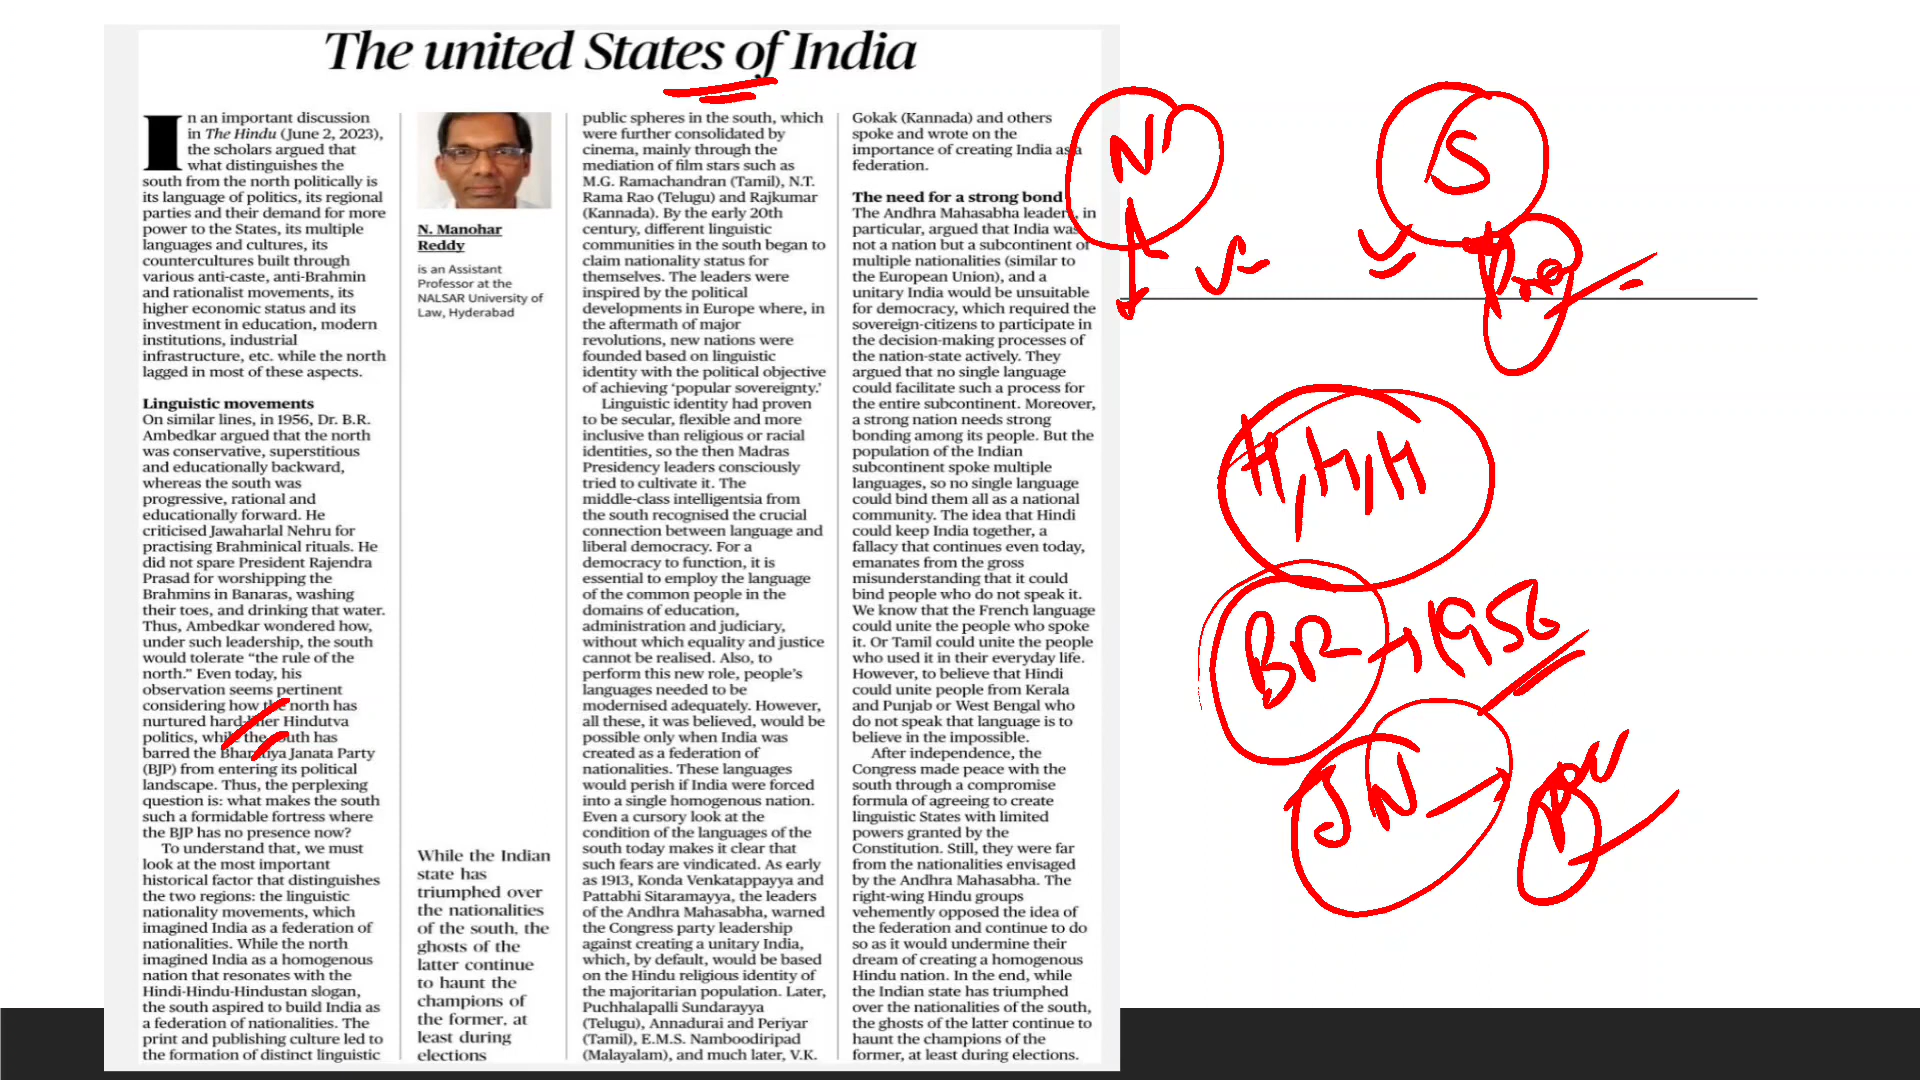 The united States of India
In an important discussion
in The Hindu (June 2, 2023),
the scholars argued that
what distinguishes the
south from the north politically is
its language of politics, its regional
parties and their demand for more
power to the States, its multiple
languages and cultures, its
countercultures built through
various anti-caste, anti-Brahmin
and rationalist movements, its
higher economic status and its
investment in education, modern
institutions, industrial
infrastructure, etc. while the north
lagged in most of these aspects.
Linguistic movements
On similar lines, in 1956, Dr. B.R.
Ambedkar argued that the north
was conservative, superstitious
and educationally backward,
whereas the south was
progressive, rational and
educationally forward. He
criticised Jawaharlal Nehru for
practising Brahminical rituals. He
did not spare President Rajendra
Prasad for worshipping the
Brahmins in Banaras, washing
their toes, and drinking that water.
Thus, Ambedkar wondered how,
under such leadership, the south
would tolerate “the rule of the
north.” Even today, his
observation seems pertinent
considering how the north has
nurtured hard-liner Hindutva
politics, while the south has
barred the Bharatiya Janata Party
(BJP) from entering its political
landscape. Thus, the perplexing
question is: what makes the south
such a formidable fortress where
the BJP has no presence now?
To understand that, we must
look at the most important
historical factor that distinguishes
the two regions: the linguistic
nationality movements, which
imagined India as a federation of
nationalities. While the north
imagined India as a homogenous
nation that resonates with the
Hindi-Hindu-Hindustan slogan,
the south aspired to build India as
a federation of nationalities. The
print and publishing culture led to
the formation of distinct linguistic
N. Manohar
Reddy
is an Assistant
Professor at the
NALSAR University of
Law, Hyderabad
While the Indian
state has
triumphed over
the nationalities
of the south, the
ghosts of the
latter continue
to haunt the
champions of
the former, at
least during
elections
public spheres in the south, which
were further consolidated by
cinema, mainly through the
mediation of film stars such as
M.G. Ramachandran (Tamil), N.T.
Rama Rao (Telugu) and Rajkumar
(Kannada). By the early 20th
century, different linguistic
communities in the south began to
claim nationality status for
themselves. The leaders were
inspired by the political
developments in Europe where, in
the aftermath of major
revolutions, new nations were
founded based on linguistic
identity with the political objective
of achieving ‘popular sovereignty.’
Linguistic identity had proven
to be secular, flexible and more
inclusive than religious or racial
identities, so the then Madras
Presidency leaders consciously
tried to cultivate it. The
middle-class intelligentsia from
the south recognised the crucial
connection between language and
liberal democracy. For a
democracy to function, it is
essential to employ the language
of the common people in the
domains of education,
administration and judiciary,
without which equality and justice
cannot be realised. Also, to
perform this new role, people’s
languages needed to be
modernised adequately. However,
all these, it was believed, would be
possible only when India was
created as a federation of
nationalities. These languages
would perish if India were forced
into a single homogenous nation.
Even a cursory look at the
condition of the languages of the
south today makes it clear that
such fears are vindicated. As early
as 1913, Konda Venkatappayya and
Pattabhi Sitaramayya, the leaders
of the Andhra Mahasabha, warned
the Congress party leadership
against creating a unitary India,
which, by default, would be based
on the Hindu religious identity of
the majoritarian population. Later,
Puchhalapalli Sundarayya
(Telugu), Annadurai and Periyar
(Tamil), E.M.S. Namboodiripad
(Malayalam), and much later, V.K.
Gokak (Kannada) and others
spoke and wrote on the
importance of creating India as a
federation.
The need for a strong bond
The Andhra Mahasabha leaders, in
particular, argued that India was
not a nation but a subcontinent of
multiple nationalities (similar to
the European Union), and a
unitary India would be unsuitable
for democracy, which required the
sovereign-citizens to participate in
the decision-making processes of
the nation-state actively. They
argued that no single language
could facilitate such a process for
the entire subcontinent. Moreover,
a strong nation needs strong
bonding among its people. But the
population of the Indian
subcontinent spoke multiple
languages, so no single language
could bind them all as a national
community. The idea that Hindi
could keep India together, a
fallacy that continues even today,
emanates from the gross
misunderstanding that it could
bind people who do not speak it.
We know that the French language
could unite the people who spoke
it. Or Tamil could unite the people
who used it in their everyday life.
However, to believe that Hindi
could unite people from Kerala
and Punjab or West Bengal who
do not speak that language is to
believe in the impossible.
After independence, the
Congress made peace with the
south through a compromise
formula of agreeing to create
linguistic States with limited
powers granted by the
Constitution. Still, they were far
from the nationalities envisaged
by the Andhra Mahasabha. The
right-wing Hindu groups
vehemently opposed the idea of
the federation and continue to do
so as it would undermine their
dream of creating a homogenous
Hindu nation. In the end, while
the Indian state has triumphed
over the nationalities of the south,
the ghosts of the latter continue to
haunt the champions of the
former, at least during elections.
N
S
H, H, H
BR → 1956
JN